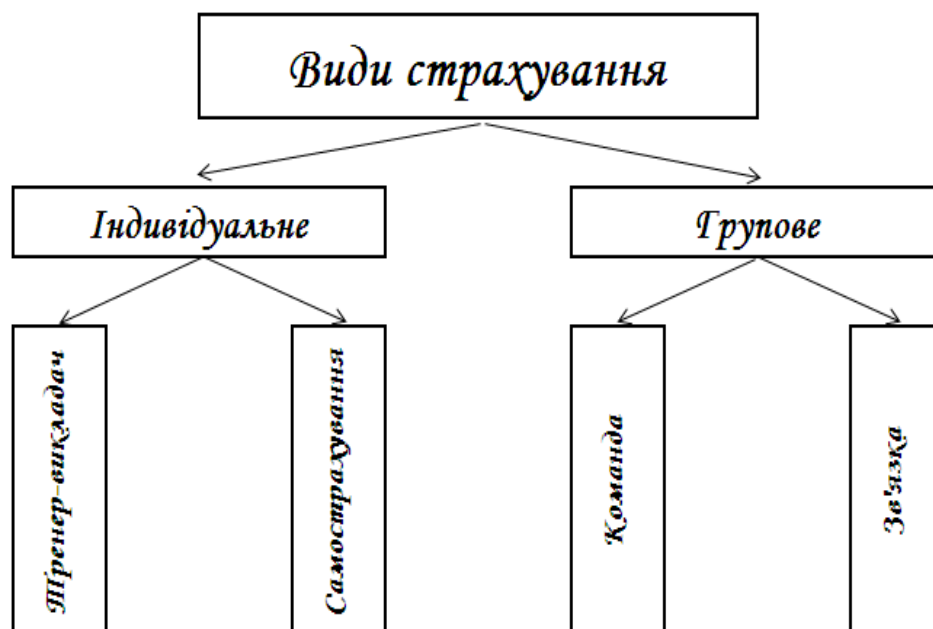 Види страхування
Індивідуальне
Групове
Тренер-викладач
Самострахування
Команда
Зв'язка